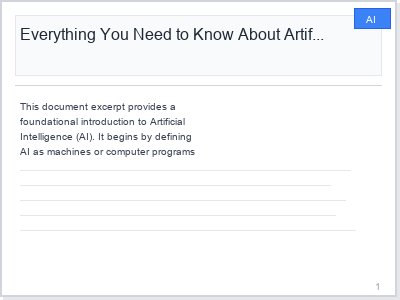 AI
Everything You Need to Know About Artif...
This document excerpt provides a
foundational introduction to Artificial
Intelligence (AI). It begins by defining
AI as machines or computer programs
1